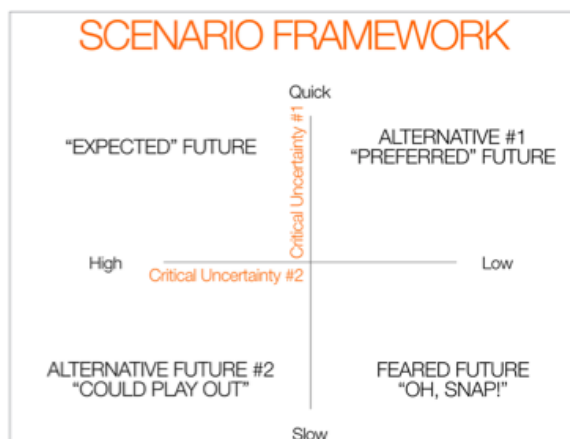 SCENARIO FRAMEWORK
Quick
Critical Uncertainty #1
"EXPECTED" FUTURE
ALTERNATIVE #1
"PREFERRED" FUTURE
High
Critical Uncertainty #2
Low
ALTERNATIVE FUTURE #2
"COULD PLAY OUT"
FEARED FUTURE
"OH, SNAP!"
Slow